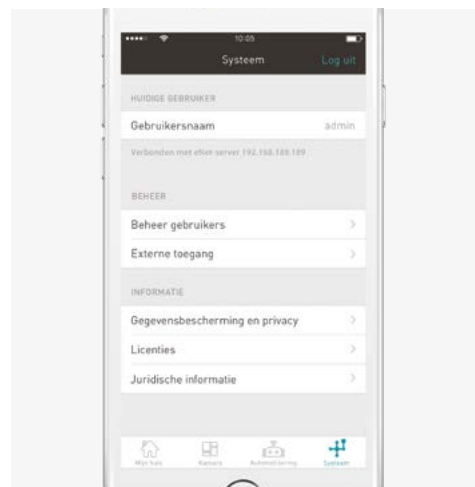 10:05
Systeem Log uit
HUIDIGE GEBRUIKER
Gebruikersnaam admin
Verbonden met eNet server 192.168.188.189
BEHEER
Beheer gebruikers
Externe toegang
INFORMATIE
Gegevensbescherming en privacy
Licenties
Juridische informatie
Mijn huis Kamers Automatisering Systeem